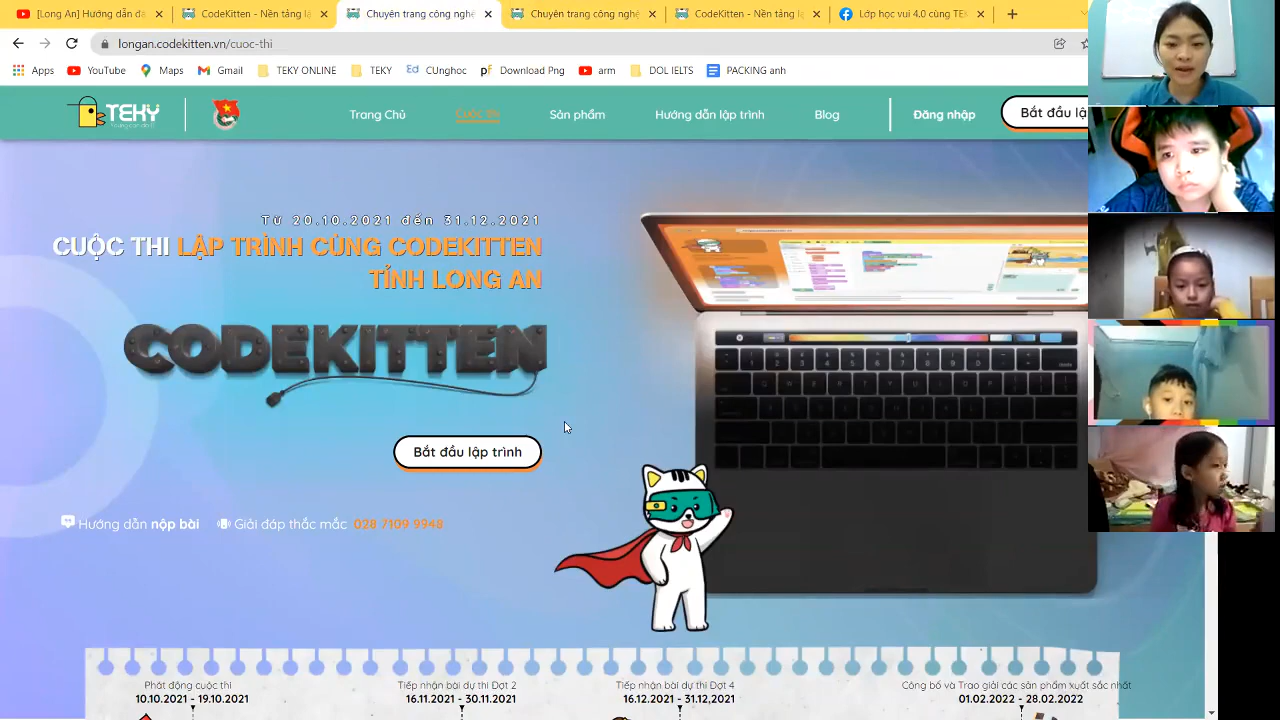 [Long An] Hướng dẫn đă
CodeKitten - Nền tảng lậ
Chuyên trang công nghệ
Chuyên trang công nghệ
CodeKitten - Nền tảng lậ
Lớp học vui 4.0 cùng TEK
longan.codekitten.vn/cuoc-thi
Apps
YouTube
Maps
Gmail
TEKY ONLINE
TEKY
CUnghoc
Download Png
arm
DOL IELTS
PACKING anh
TEKY
Trang Chủ
Cuộc thi
Sản phẩm
Hướng dẫn lập trình
Blog
Đăng nhập
Bắt đầu lậ
Từ 20.10.2021 đến 31.12.2021
CUỘC THI LẬP TRÌNH CÙNG CODEKITTEN
TỈNH LONG AN
CODEKITTEN
Bắt đầu lập trình
Hướng dẫn nộp bài
Giải đáp thắc mắc 028 7109 9948
Phát động cuộc thi
10.10.2021 - 19.10.2021
Tiếp nhận bài dự thi Đợt 2
16.11.2021 - 30.11.2021
Tiếp nhận bài dự thi Đợt 4
16.12.2021 - 31,12,2021
Công bố và Trao giải các sản phẩm xuất sắc nhất
01.02.2022 - 28.02.2022